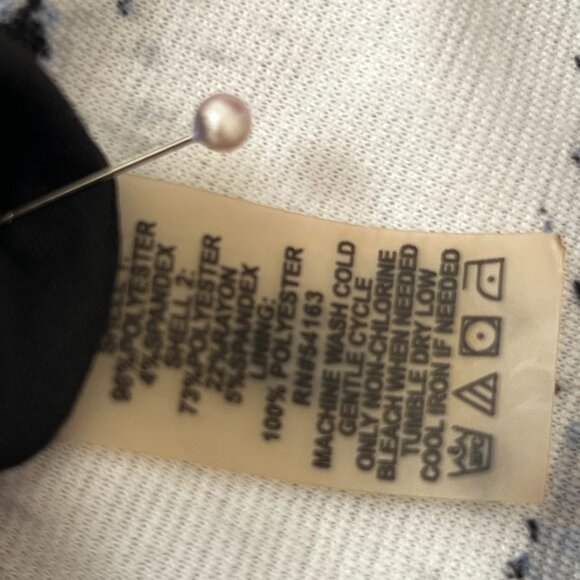 SHELL 1:
96%POLYESTER
4%SPANDEX
SHELL 2:
73%POLYESTER
22%RAYON
5%SPANDEX
LINING:
100% POLYESTER
RN#54163
MACHINE WASH COLD
GENTLE CYCLE
ONLY NON-CHLORINE
BLEACH WHEN NEEDED
TUMBLE DRY LOW
COOL IRON IF NEEDED
30°C